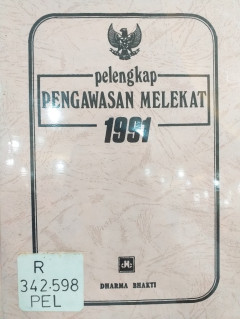 pelengkap
PENGAWASAN MELEKAT
1991
DHARMA BHAKTI
R
342-598
PEL